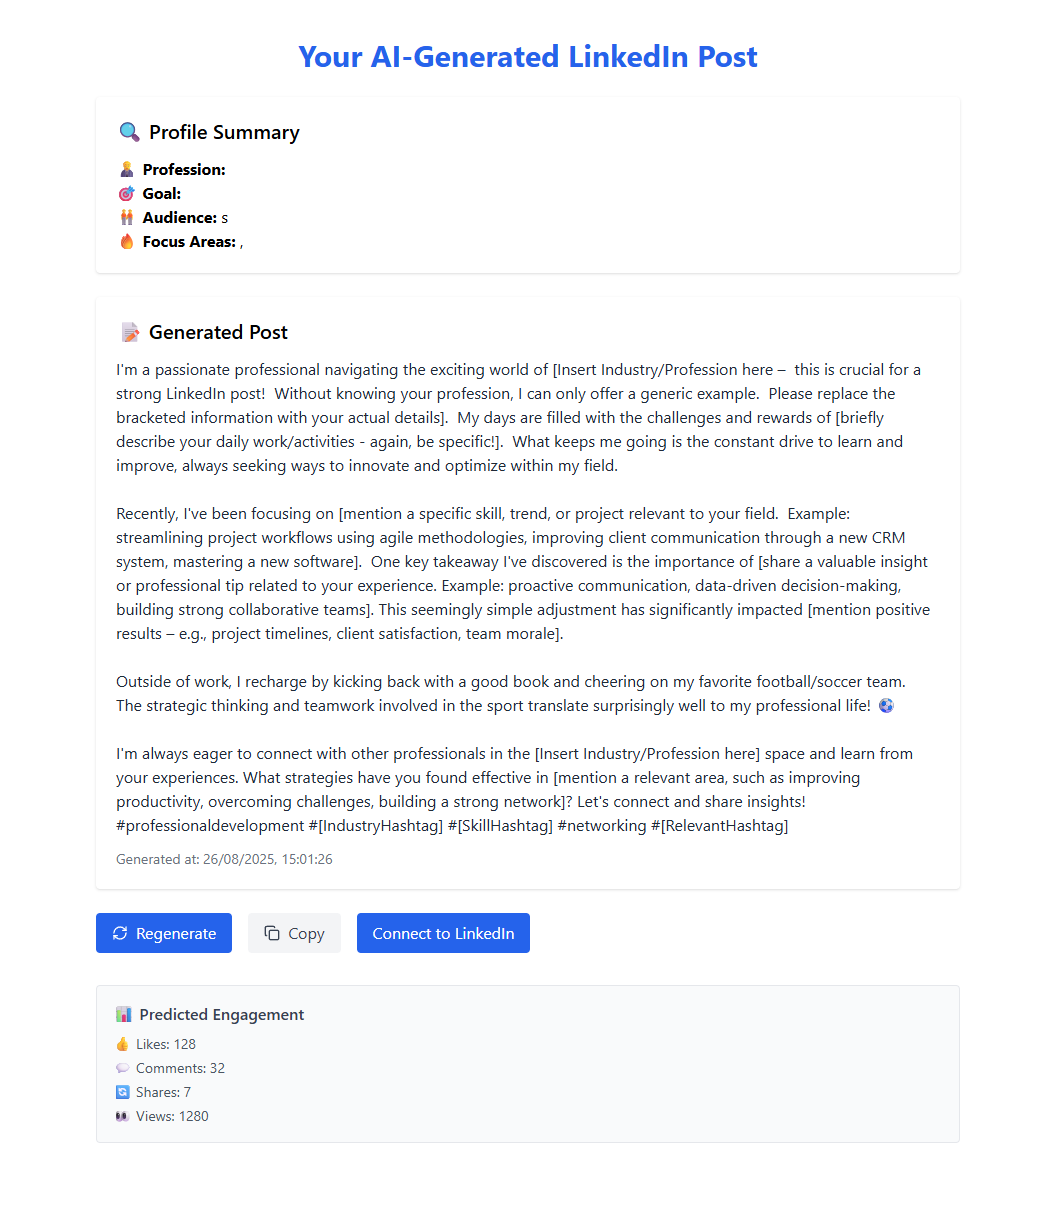 Your AI-Generated LinkedIn Post
🔍 Profile Summary
Profession:
🎯 Goal:
Audience: s
🔥 Focus Areas: ,
📝 Generated Post
I'm a passionate professional navigating the exciting world of [Insert Industry/Profession here –  this is crucial for a
strong LinkedIn post!  Without knowing your profession, I can only offer a generic example.  Please replace the
bracketed information with your actual details].  My days are filled with the challenges and rewards of [briefly
describe your daily work/activities - again, be specific!].  What keeps me going is the constant drive to learn and
improve, always seeking ways to innovate and optimize within my field.
Recently, I've been focusing on [mention a specific skill, trend, or project relevant to your field.  Example:
streamlining project workflows using agile methodologies, improving client communication through a new CRM
system, mastering a new software].  One key takeaway I've discovered is the importance of [share a valuable insight
or professional tip related to your experience. Example: proactive communication, data-driven decision-making,
building strong collaborative teams]. This seemingly simple adjustment has significantly impacted [mention positive
results – e.g., project timelines, client satisfaction, team morale].
Outside of work, I recharge by kicking back with a good book and cheering on my favorite football/soccer team.
The strategic thinking and teamwork involved in the sport translate surprisingly well to my professional life! ⚽
I'm always eager to connect with other professionals in the [Insert Industry/Profession here] space and learn from
your experiences. What strategies have you found effective in [mention a relevant area, such as improving
productivity, overcoming challenges, building a strong network]? Let's connect and share insights!
#professionaldevelopment #[IndustryHashtag] #[SkillHashtag] #networking #[RelevantHashtag]
Generated at: 26/08/2025, 15:01:26
Regenerate
Copy
Connect to LinkedIn
📊 Predicted Engagement
👍 Likes: 128
💬 Comments: 32
🔄 Shares: 7
👀 Views: 1280